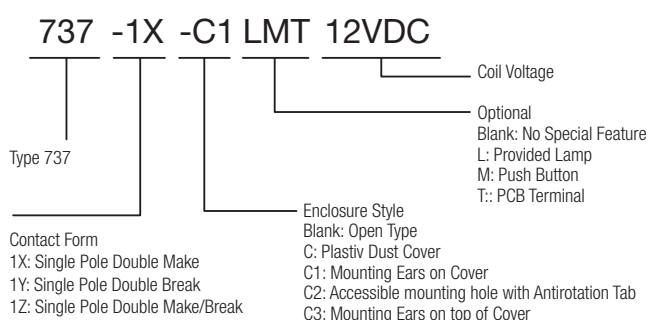 737 -1X -C1 LMT 12VDC
Coil Voltage
Optional
Blank: No Special Feature
L: Provided Lamp
M: Push Button
T:: PCB Terminal
Type 737
Enclosure Style
Blank: Open Type
C: Plastiv Dust Cover
C1: Mounting Ears on Cover
C2: Accessible mounting hole with Antirotation Tab
C3: Mounting Ears on top of Cover
Contact Form
1X: Single Pole Double Make
1Y: Single Pole Double Break
1Z: Single Pole Double Make/Break